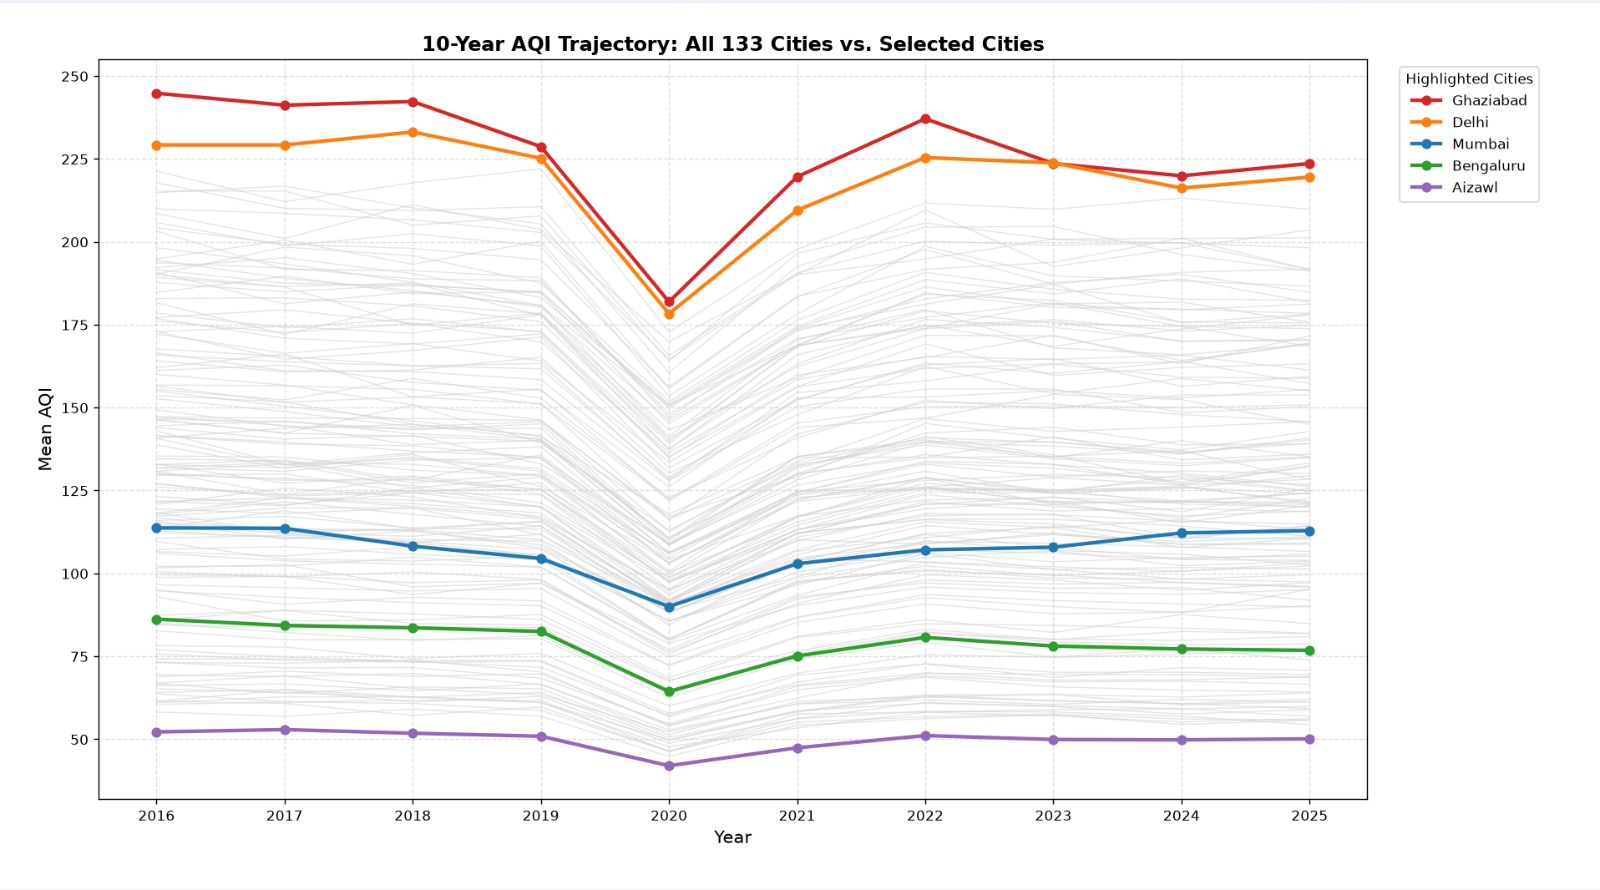 10-Year AQI Trajectory: All 133 Cities vs. Selected Cities
Highlighted Cities
Ghaziabad
Delhi
Mumbai
Bengaluru
Aizawl
Mean AQI
250
225
200
175
150
125
100
75
50
2016 2017 2018 2019 2020 2021 2022 2023 2024 2025
Year